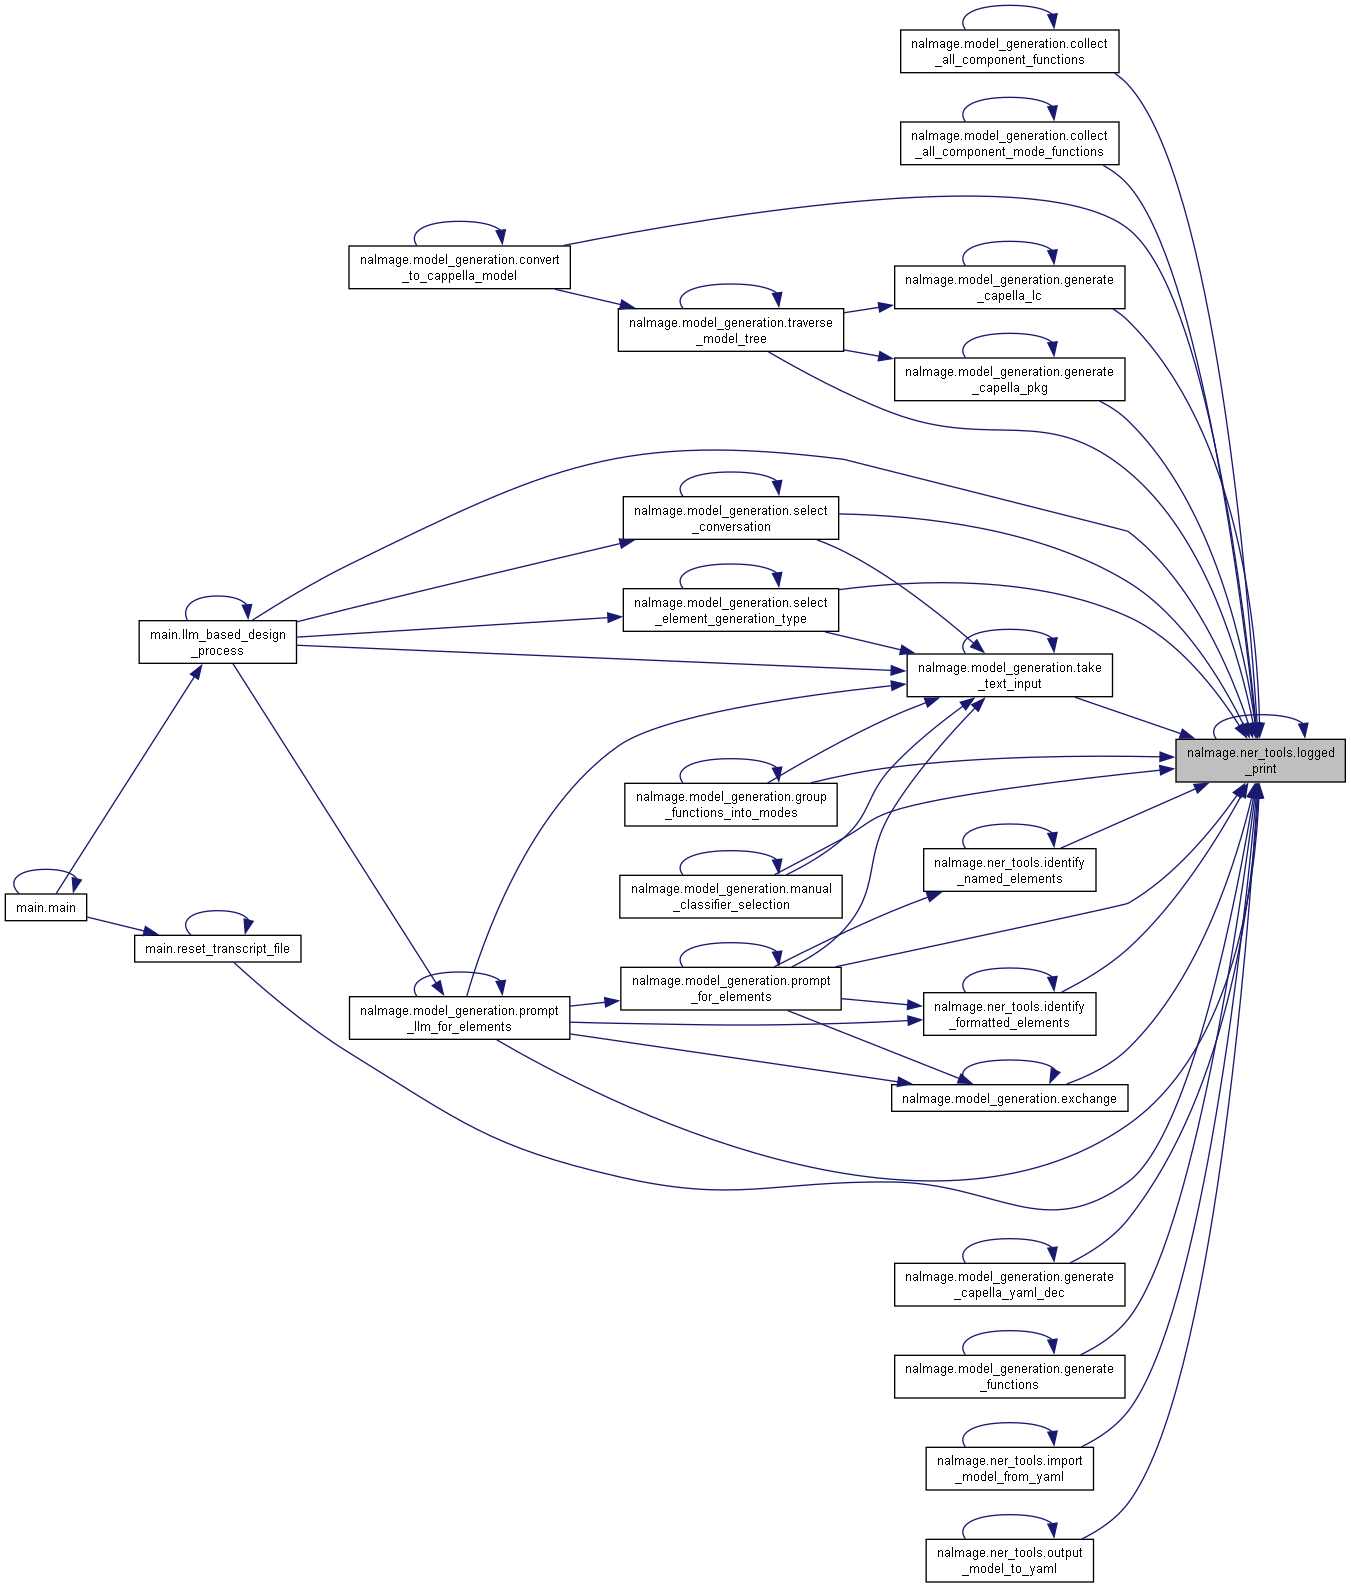 nalmage.model_generation.collect
_all_component_functions
nalmage.model_generation.collect
_all_component_mode_functions
nalmage.model_generation.convert
_to_cappella_model
nalmage.model_generation.generate
_capella_lc
nalmage.model_generation.traverse
_model_tree
nalmage.model_generation.generate
_capella_pkg
nalmage.model_generation.select
_conversation
nalmage.model_generation.select
_element_generation_type
main.llm_based_design
_process
nalmage.model_generation.take
_text_input
nalmage.ner_tools.logged
_print
nalmage.model_generation.group
_functions_into_modes
nalmage.ner_tools.identify
_named_elements
nalmage.model_generation.manual
_classifier_selection
main.main
main.reset_transcript_file
nalmage.model_generation.prompt
_for_elements
nalmage.model_generation.prompt
_llm_for_elements
nalmage.ner_tools.identify
_formatted_elements
nalmage.model_generation.exchange
nalmage.model_generation.generate
_capella_yaml_dec
nalmage.model_generation.generate
_functions
nalmage.ner_tools.import
_model_from_yaml
nalmage.ner_tools.output
_model_to_yaml